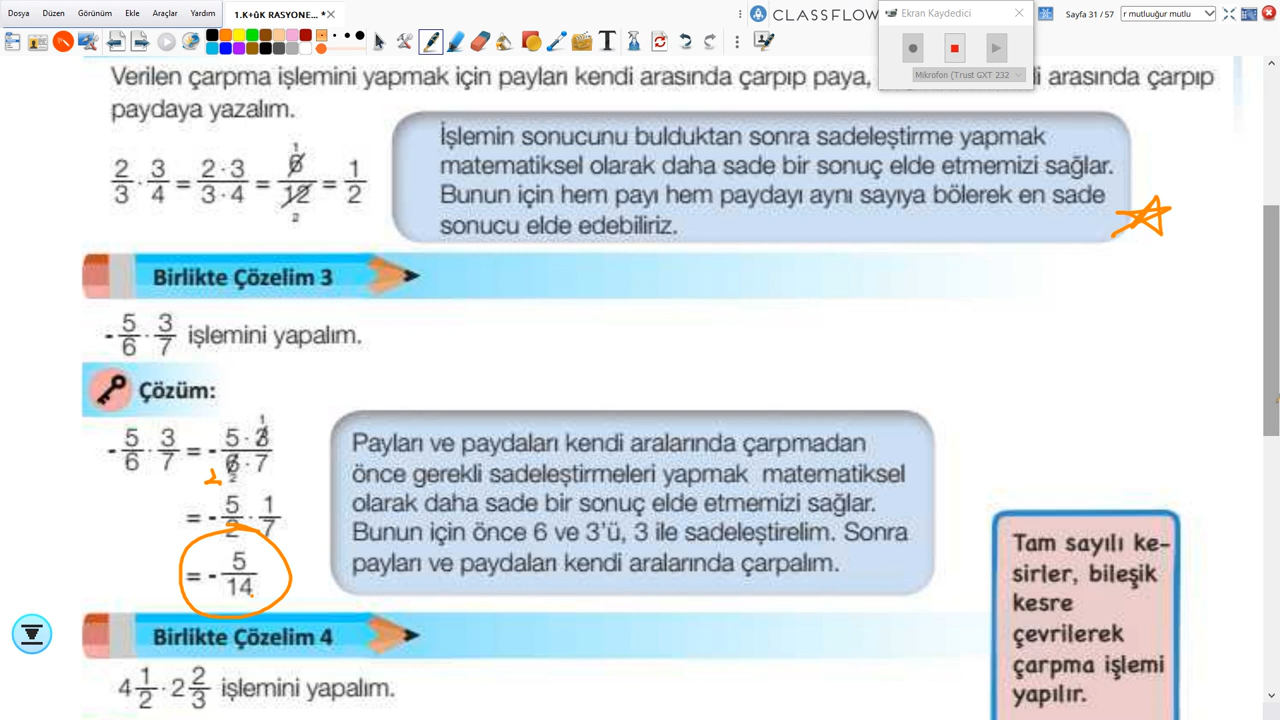 Dosya Düzen Görünüm Ekle Araçlar Yardım
1.K+ûK RASYONE... *
CLASSFLOW
Ekran Kaydedici
Sayfa 31 / 57
r mutluuğur mutlu
Mikrofon (Trust GXT 232
Verilen çarpma işlemini yapmak için payları kendi arasında çarpıp paya, arasında çarpıp
paydaya yazalım.
2/3 · 3/4 = 2 · 3/3 · 4 = 6/12 = 1/2
1
2
İşlemin sonucunu bulduktan sonra sadeleştirme yapmak
matematiksel olarak daha sade bir sonuç elde etmemizi sağlar.
Bunun için hem payı hem paydayı aynı sayıya bölerek en sade
sonucu elde edebiliriz.
Birlikte Çözelim 3
- 5/6 · 3/7 işlemini yapalım.
Çözüm:
- 5/6 · 3/7 = - 5 · 3/6 · 7
1
2
2
= - 5/2 · 1/7
= - 5/14
Payları ve paydaları kendi aralarında çarpmadan
önce gerekli sadeleştirmeleri yapmak matematiksel
olarak daha sade bir sonuç elde etmemizi sağlar.
Bunun için önce 6 ve 3'ü, 3 ile sadeleştirelim. Sonra
payları ve paydaları kendi aralarında çarpalım.
Tam sayılı ke-
sirler, bileşik
kesre
çevrilerek
çarpma işlemi
yapılır.
Birlikte Çözelim 4
4 1/2 · 2 2/3 işlemini yapalım.